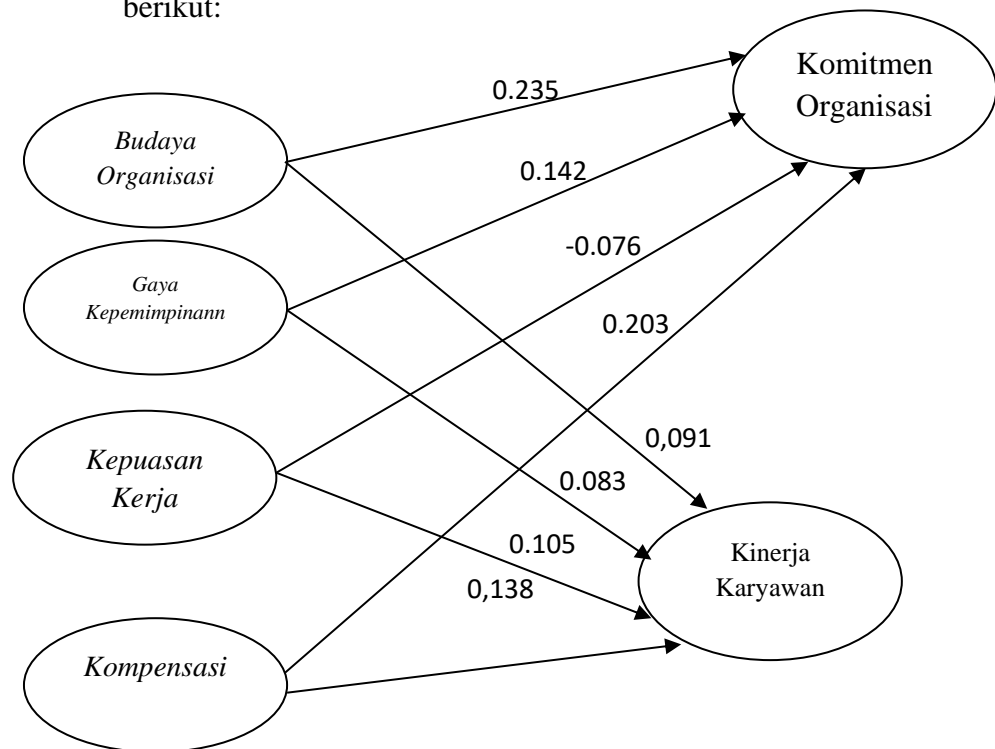 berikut:
Komitmen
Organisasi
0.235
Budaya
Organisasi
0.142
-0.076
Gaya
Kepemimpinann
0.203
0,091
Kepuasan
Kerja
0.083
0.105
0,138
Kinerja
Karyawan
Kompensasi